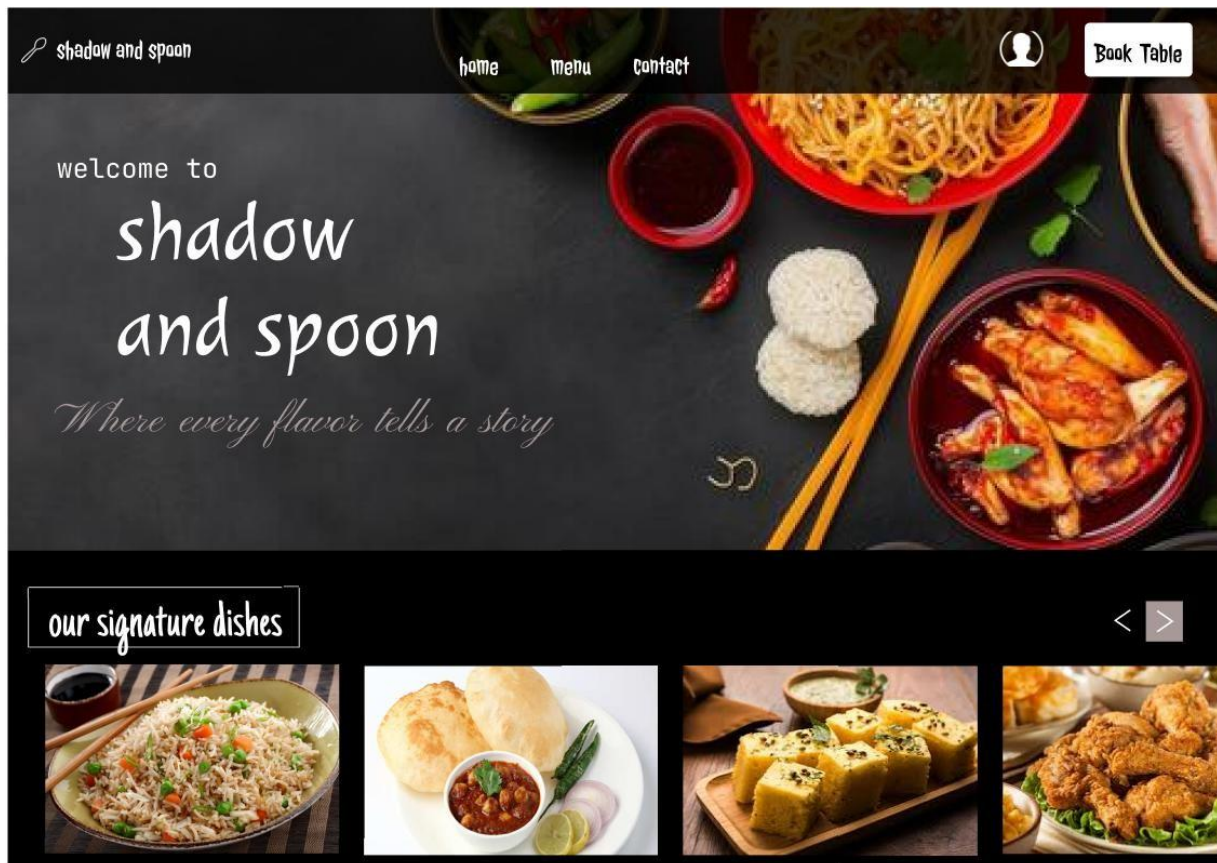 shadow and spoon
home menu contact
Book Table
welcome to
shadow
and spoon
Where every flavor tells a story
our signature dishes
< >